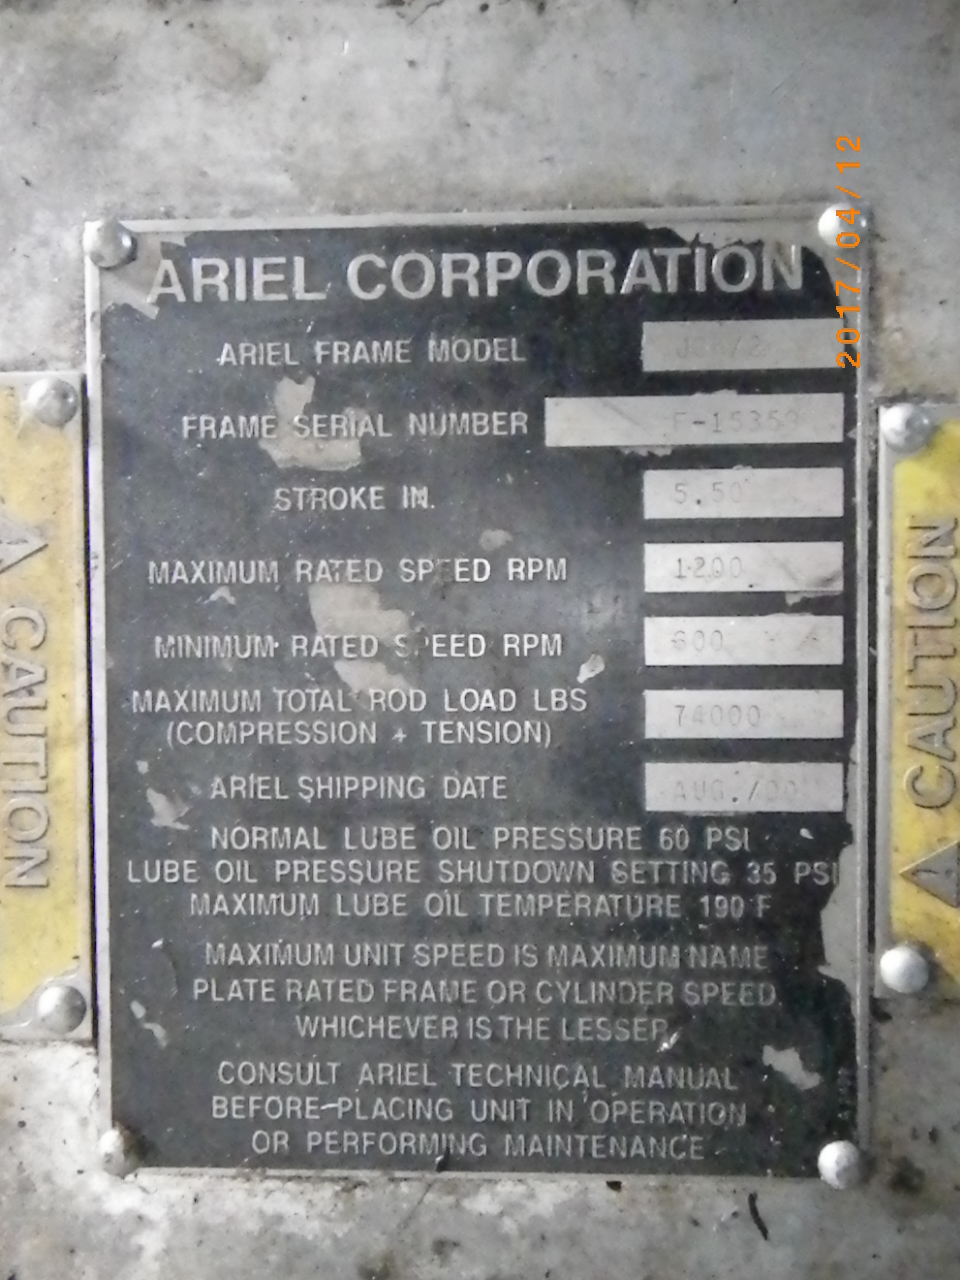 ARIEL CORPORATION
ARIEL FRAME MODEL
FRAME SERIAL NUMBER F-15359
STROKE IN. 5.50
MAXIMUM RATED SPEED RPM 1200
MINIMUM RATED SPEED RPM 600
MAXIMUM TOTAL ROD LOAD LBS
(COMPRESSION + TENSION) 74000
ARIEL SHIPPING DATE AUG./00
NORMAL LUBE OIL PRESSURE 60 PSI
LUBE OIL PRESSURE SHUTDOWN SETTING 35 PSI
MAXIMUM LUBE OIL TEMPERATURE 190 F
MAXIMUM UNIT SPEED IS MAXIMUM NAME
PLATE RATED FRAME OR CYLINDER SPEED
WHICHEVER IS THE LESSER
CONSULT ARIEL TECHNICAL MANUAL
BEFORE PLACING UNIT IN OPERATION
OR PERFORMING MAINTENANCE
CAUTION
CAUTION
2017/04/12